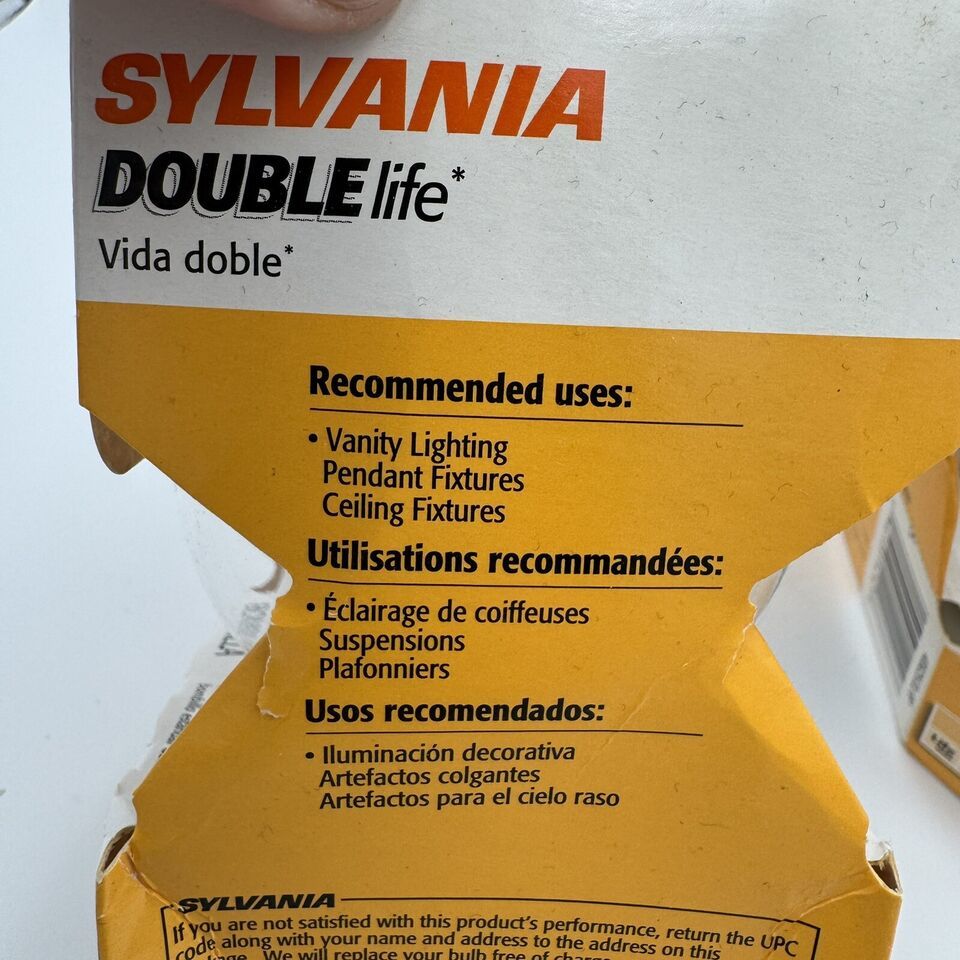 SYLVANIA
DOUBLE life*
Vida doble*
Recommended uses:
• Vanity Lighting
Pendant Fixtures
Ceiling Fixtures
Utilisations recommandées:
• Éclairage de coiffeuses
Suspensions
Plafonniers
Usos recomendados:
• Iluminación decorativa
Artefactos colgantes
Artefactos para el cielo raso
SYLVANIA
If you are not satisfied with this product's performance, return the UPC
code along with your name and address to the address on this
We will replace your bulb free of